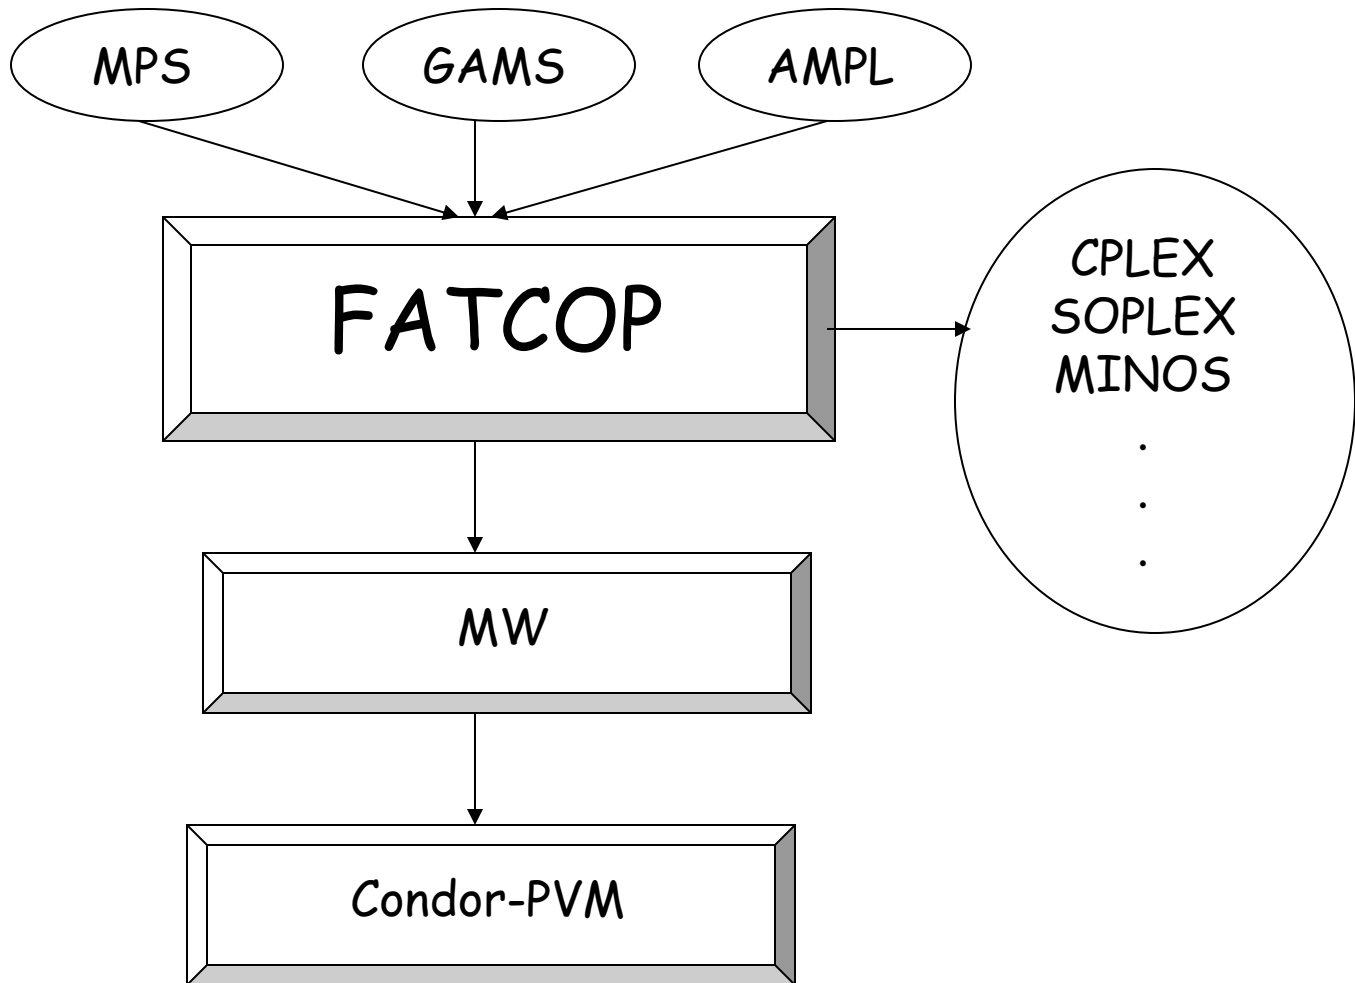 MPS
GAMS
AMPL
FATCOP
CPLEX
SOPLEX
MINOS
.
.
.
MW
Condor-PVM